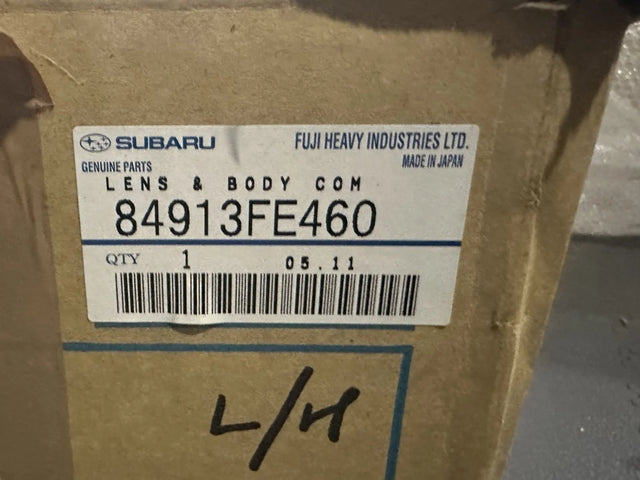 SUBARU FUJI HEAVY INDUSTRIES LTD.
GENUINE PARTS MADE IN JAPAN
LENS & BODY COM
84913FE460
QTY 1 05.11
L/H